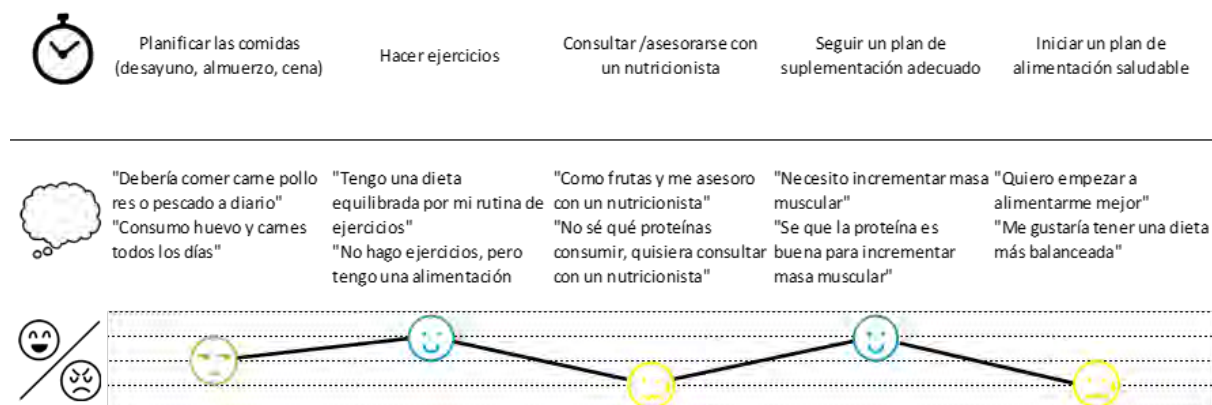 Planificar las comidas
(desayuno, almuerzo, cena)
Hacer ejercicios
Consultar /asesorarse con
un nutricionista
Seguir un plan de
suplementación adecuado
Iniciar un plan de
alimentación saludable
"Debería comer carne pollo
res o pescado a diario"
"Consumo huevo y carnes
todos los días"
"Tengo una dieta
equilibrada por mi rutina de
ejercicios"
"No hago ejercicios, pero
tengo una alimentación
"Como frutas y me asesoro
con un nutricionista"
"No sé qué proteínas
consumir, quisiera consultar
con un nutricionista"
"Necesito incrementar masa
muscular"
"Se que la proteína es
buena para incrementar
masa muscular"
"Quiero empezar a
alimentarme mejor"
"Me gustaría tener una dieta
más balanceada"